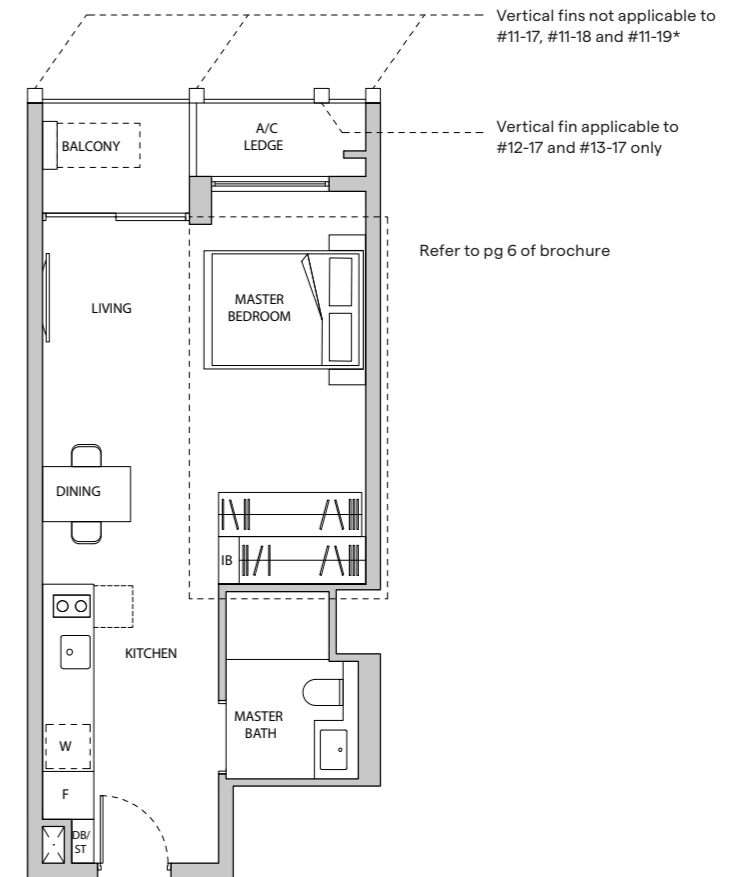 Vertical fins not applicable to
#11-17, #11-18 and #11-19*
A/C
LEDGE
BALCONY
Vertical fin applicable to
#12-17 and #13-17 only
Refer to pg 6 of brochure
LIVING
MASTER
BEDROOM
DINING
IB
KITCHEN
MASTER
BATH
W
F
DB/
ST